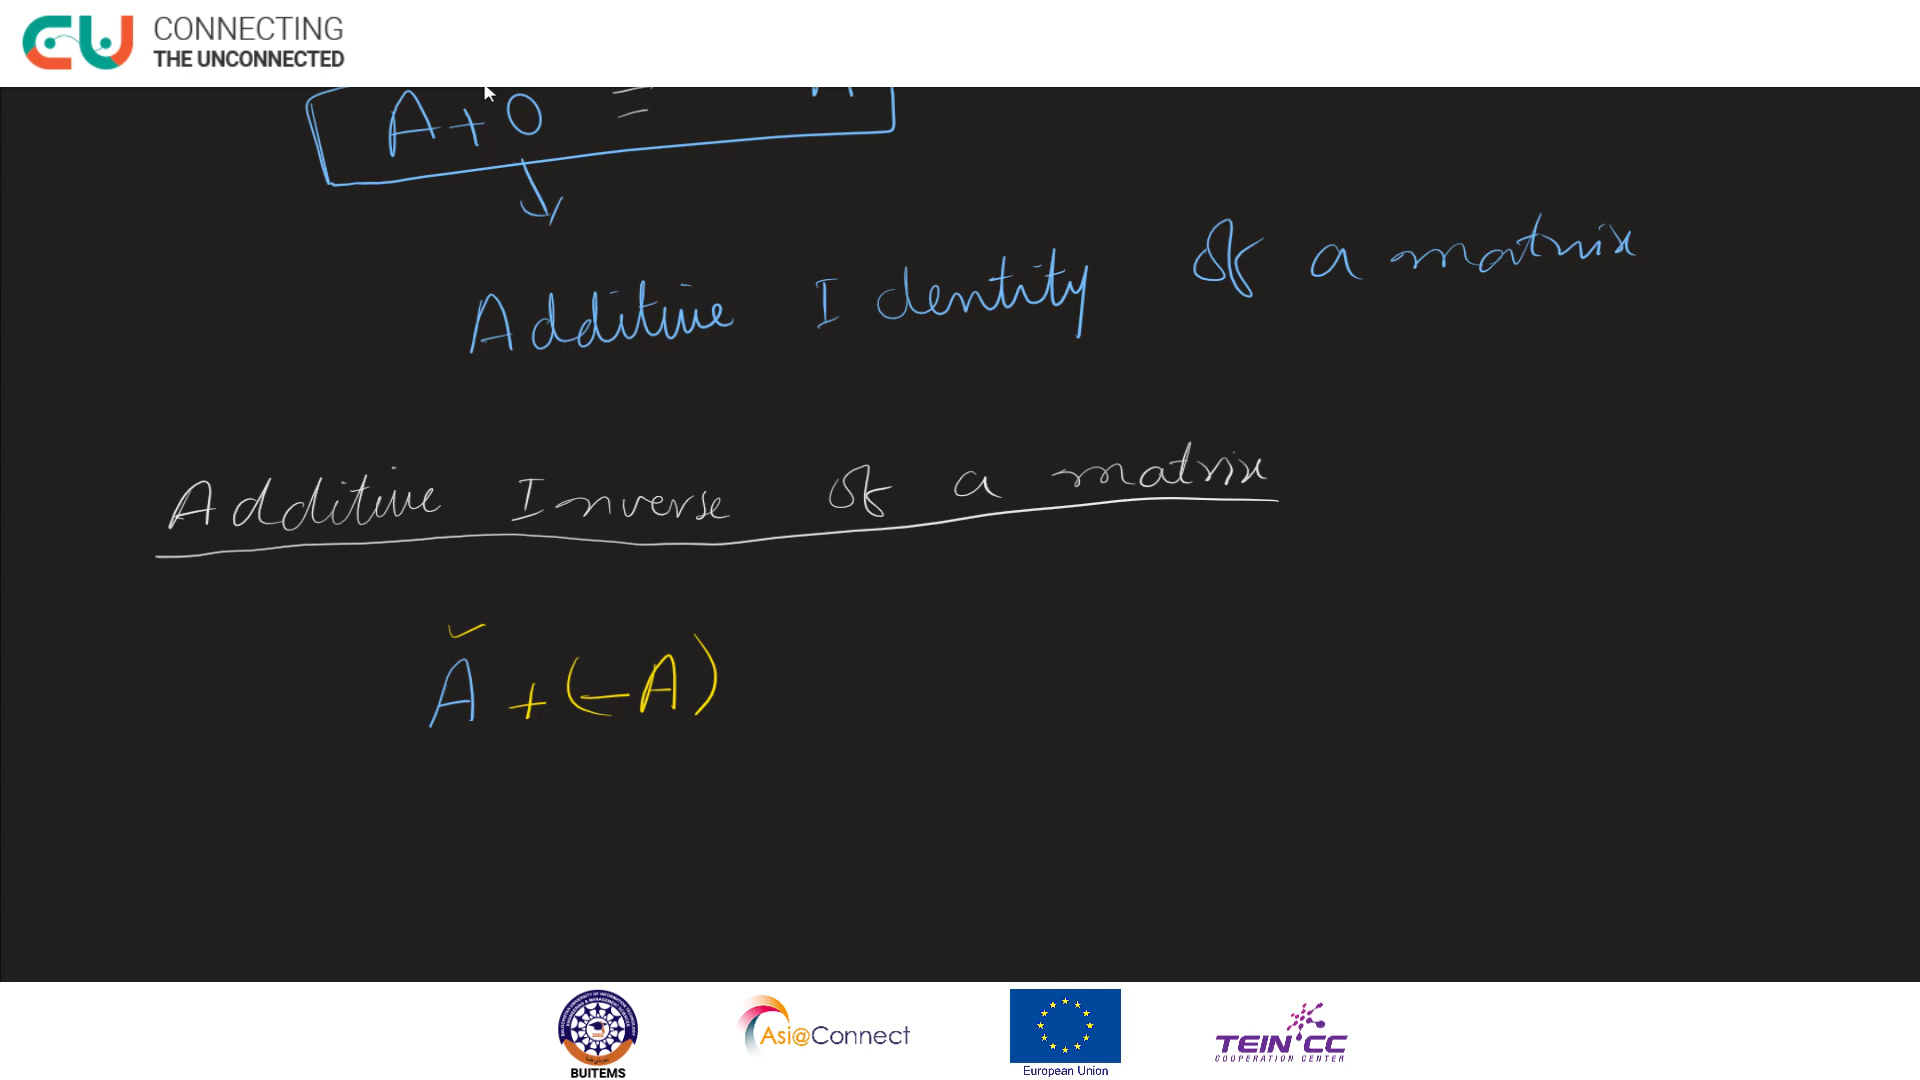 CONNECTING
THE UNCONNECTED
A + 0 = A
Additive Identity of a matrix
Additive Inverse of a matrix
A + (-A)
BUITEMS
Asi@Connect
European Union
TEIN*CC
COOPERATION CENTER